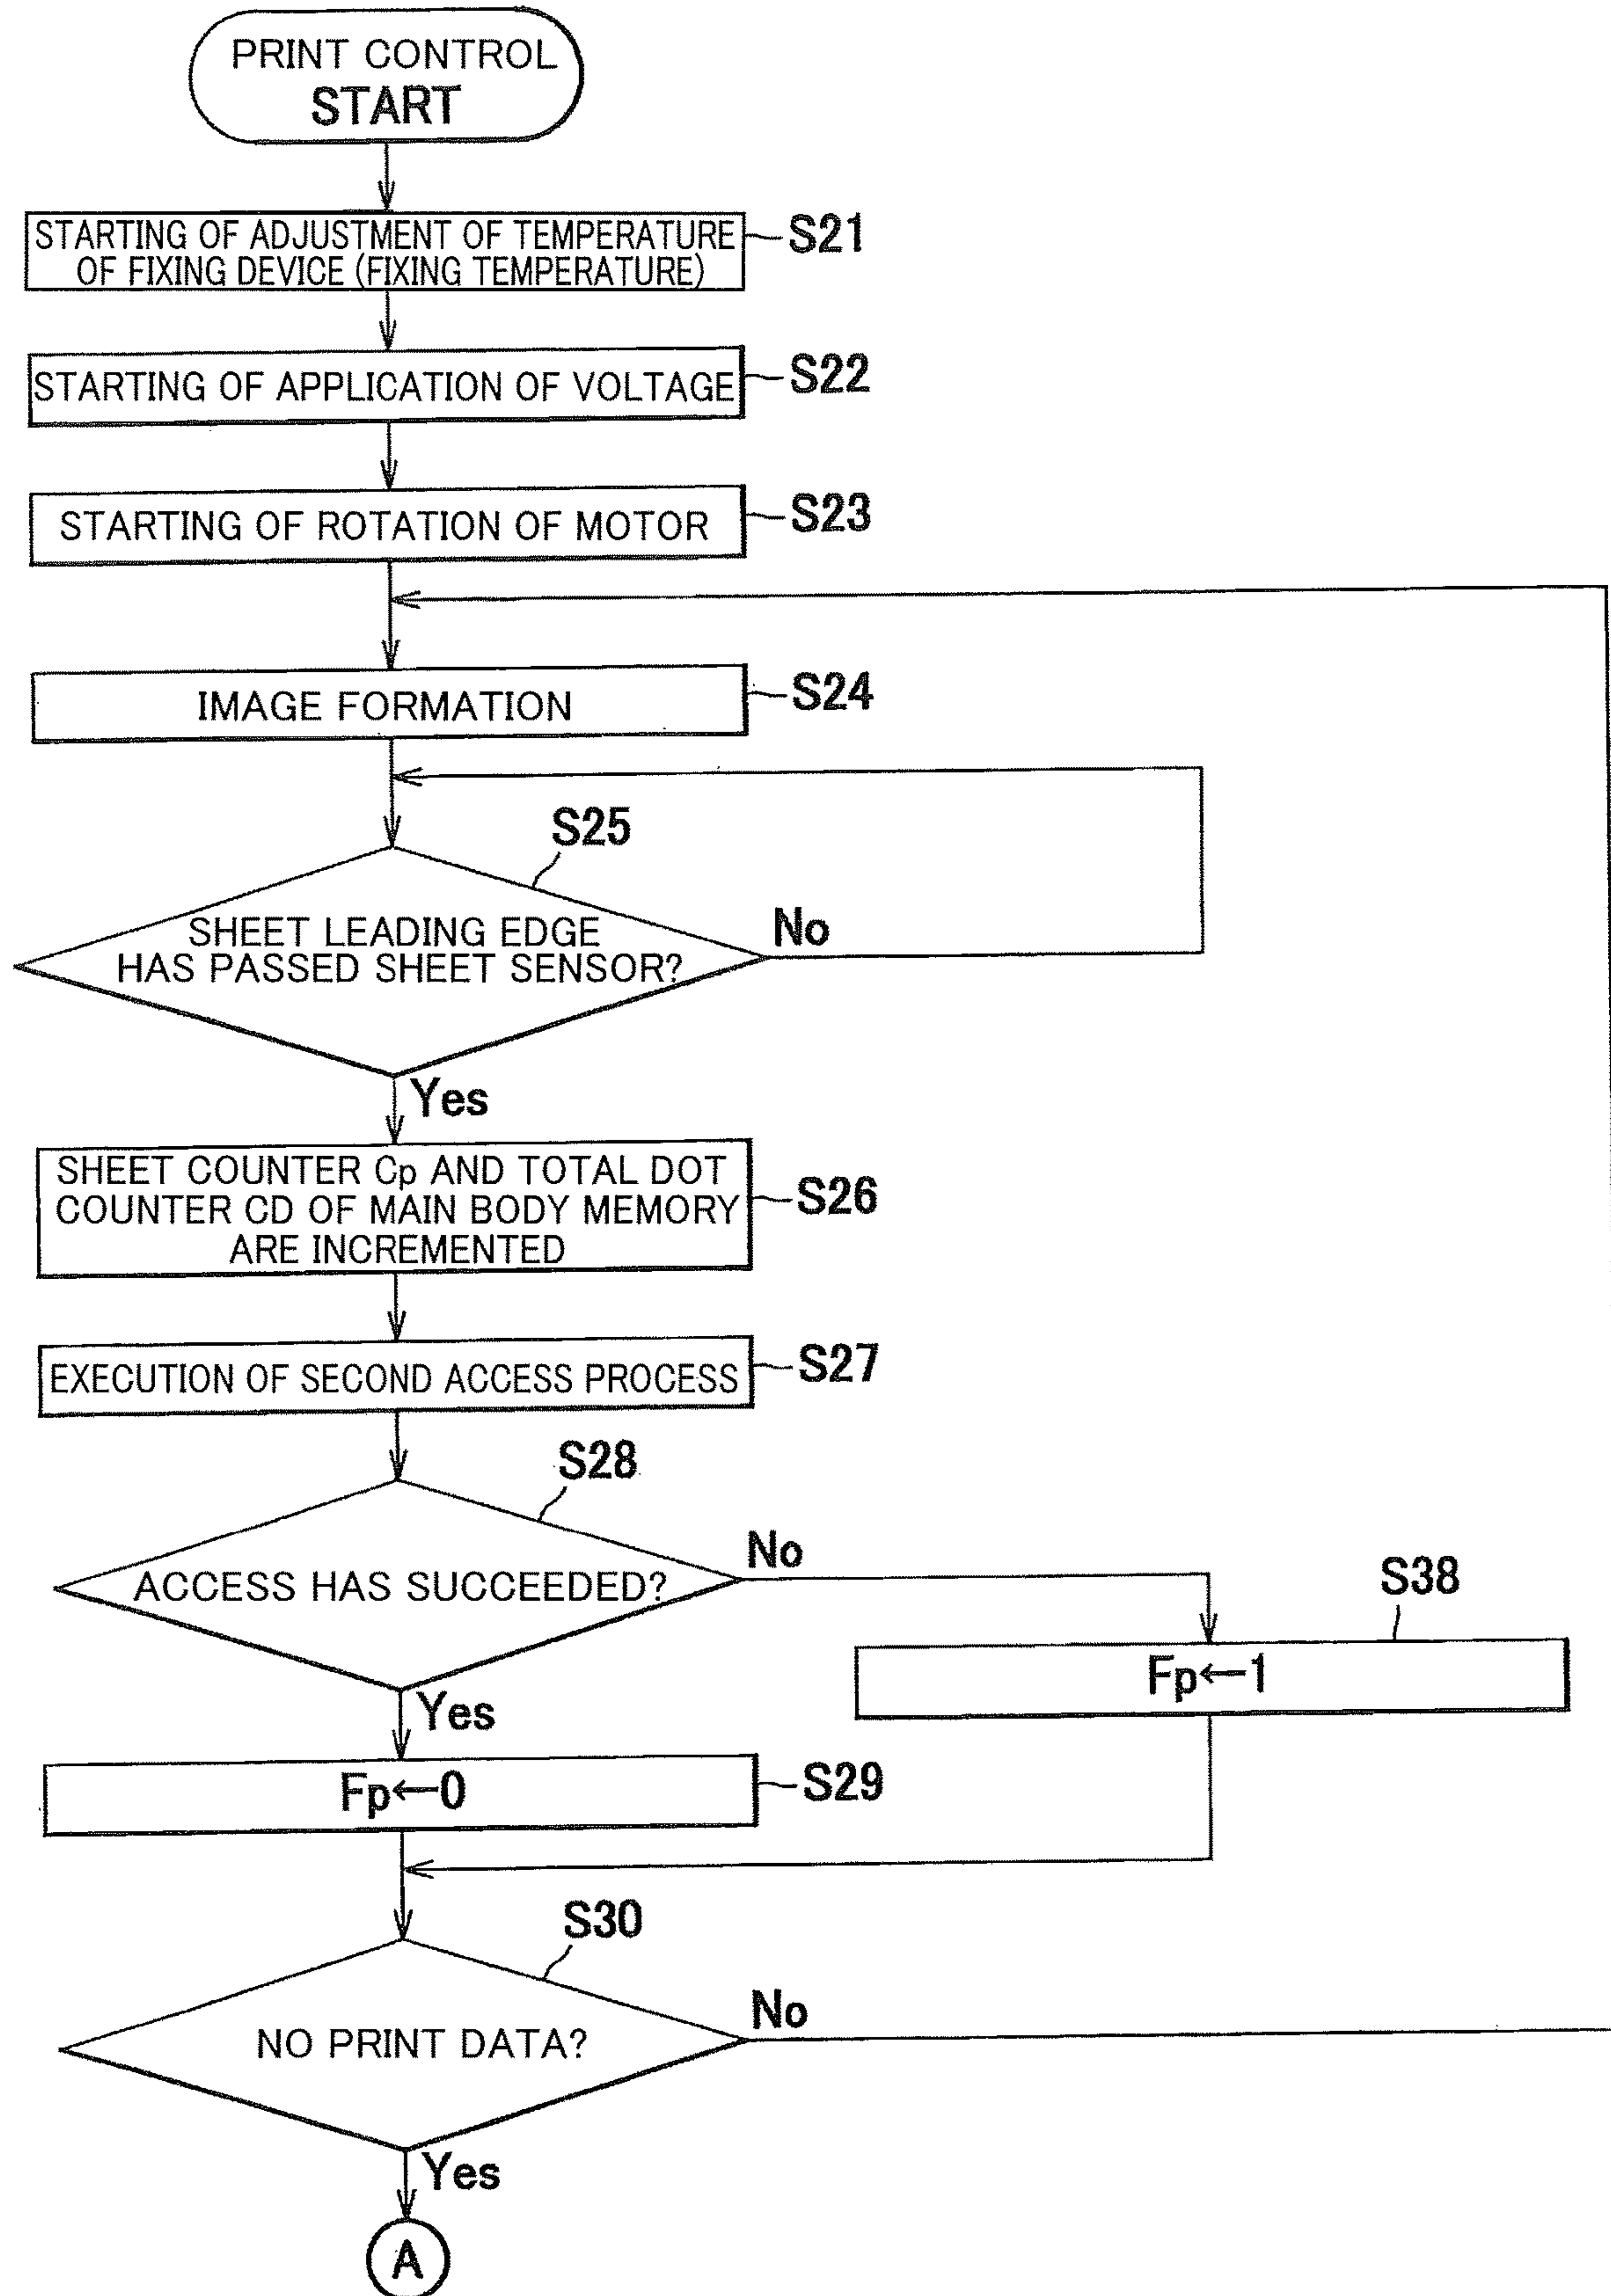 PRINT CONTROL
START
STARTING OF ADJUSTMENT OF TEMPERATURE
OF FIXING DEVICE (FIXING TEMPERATURE)
S21
STARTING OF APPLICATION OF VOLTAGE
S22
STARTING OF ROTATION OF MOTOR
S23
IMAGE FORMATION
S24
S25
SHEET LEADING EDGE
HAS PASSED SHEET SENSOR?
No
Yes
SHEET COUNTER Cp AND TOTAL DOT
COUNTER CD OF MAIN BODY MEMORY
ARE INCREMENTED
S26
EXECUTION OF SECOND ACCESS PROCESS
S27
S28
ACCESS HAS SUCCEEDED?
No
S38
Fp←1
Yes
Fp←0
S29
S30
NO PRINT DATA?
No
Yes
A